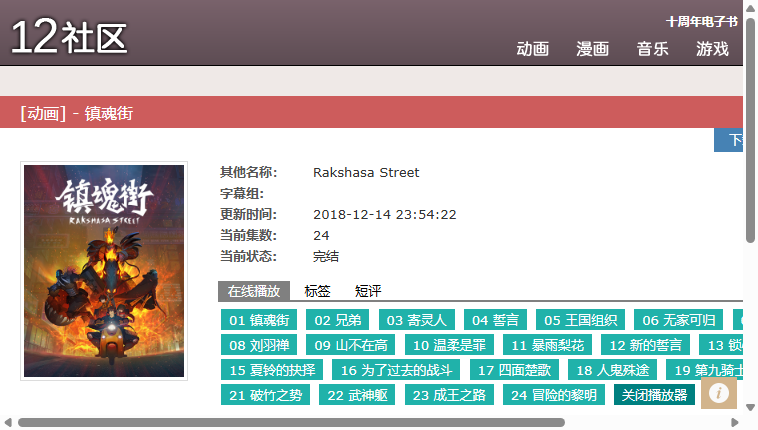 12社区
十周年电子书
动画 漫画 音乐 游戏
[动画] - 镇魂街
镇魂街
RAKSHASA STREET
其他名称: Rakshasa Street
字幕组:
更新时间: 2018-12-14 23:54:22
当前集数: 24
当前状态: 完结
在线播放 标签 短评
01 镇魂街 02 兄弟 03 寄灵人 04 誓言 05 王国组织 06 无家可归
08 刘羽禅 09 山不在高 10 温柔是罪 11 暴雨梨花 12 新的誓言 13
15 夏铃的抉择 16 为了过去的战斗 17 四面楚歌 18 人鬼殊途 19 第九骑士
21 破竹之势 22 武神躯 23 成王之路 24 冒险的黎明 关闭播放器